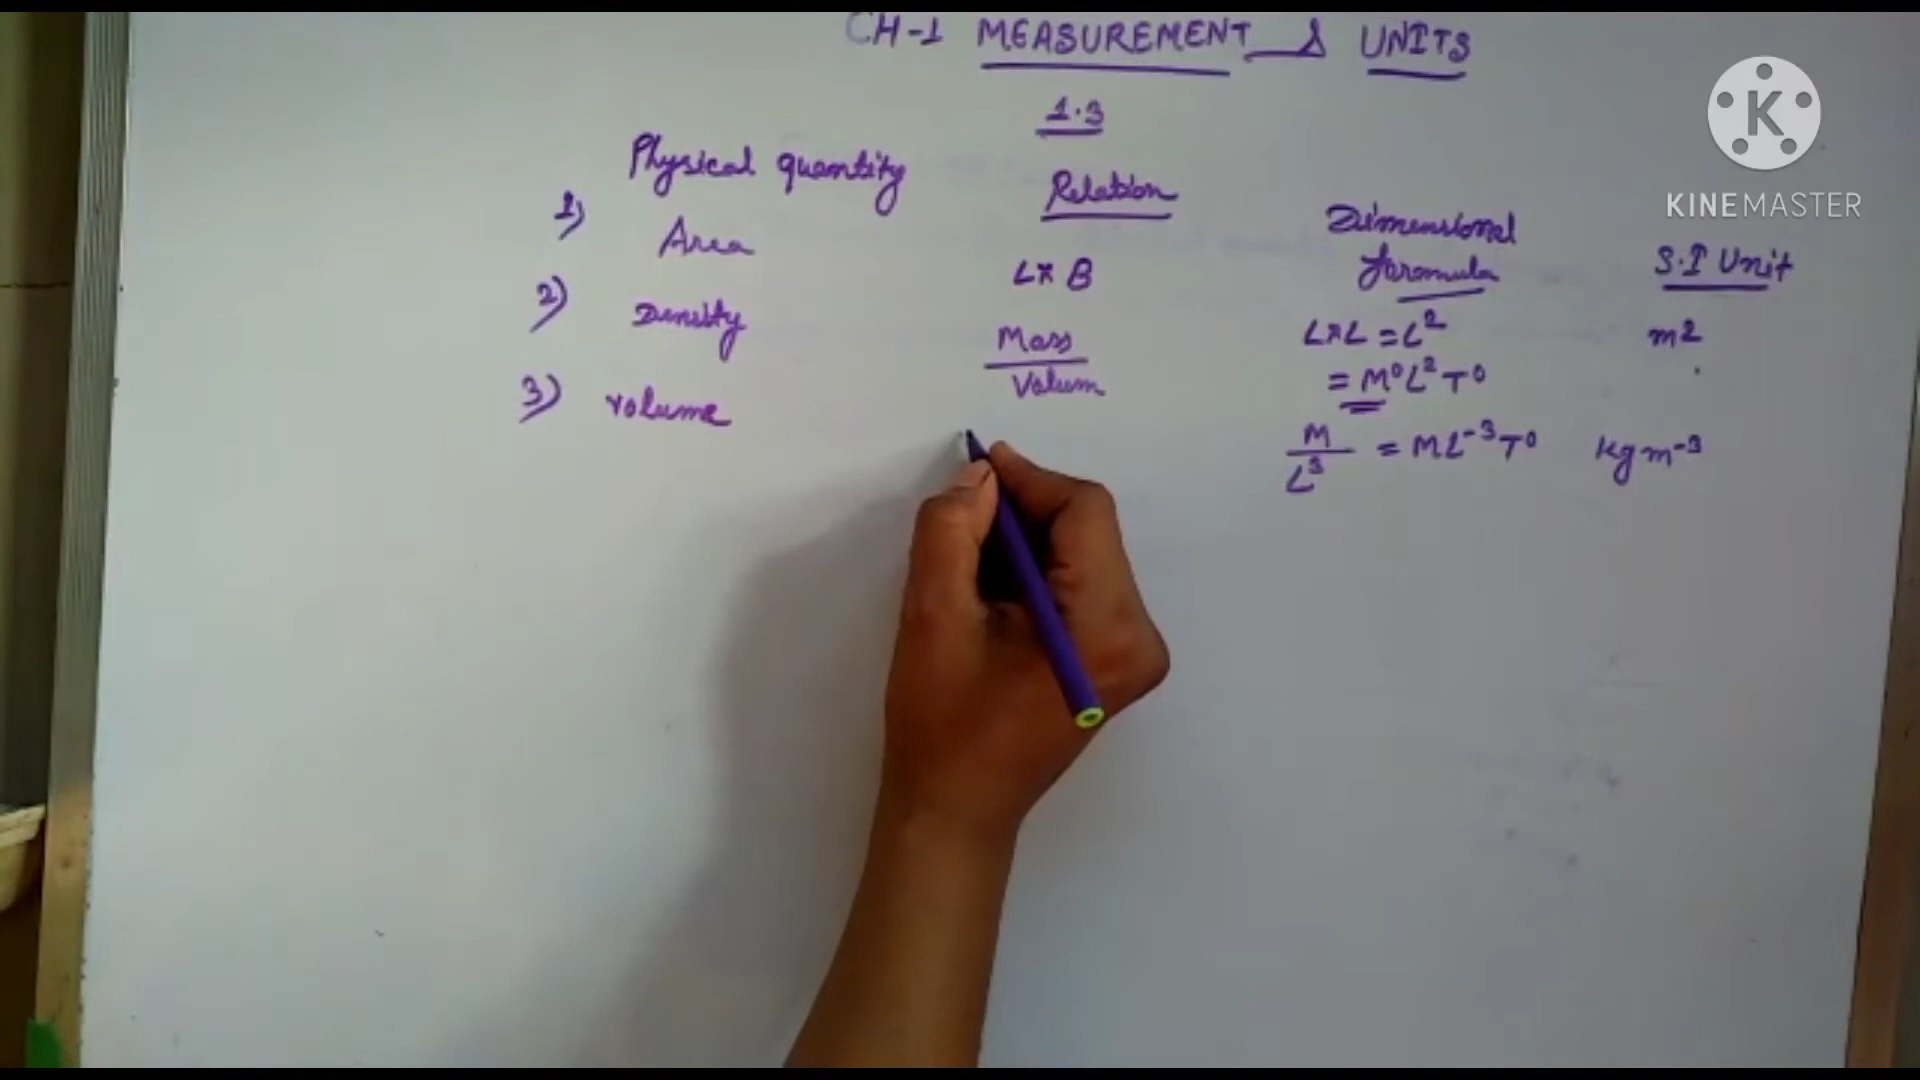 CH-1 MEASUREMENT & UNITS
1.3
Physical quantity Relation Dimensional formula S.I Unit
1) Area L×B L×L = L² m²
= M⁰L²T⁰
2) Density Mass / Volum M / L³ = ML⁻³T⁰ kgm⁻³
3) volume
K
KINEMASTER